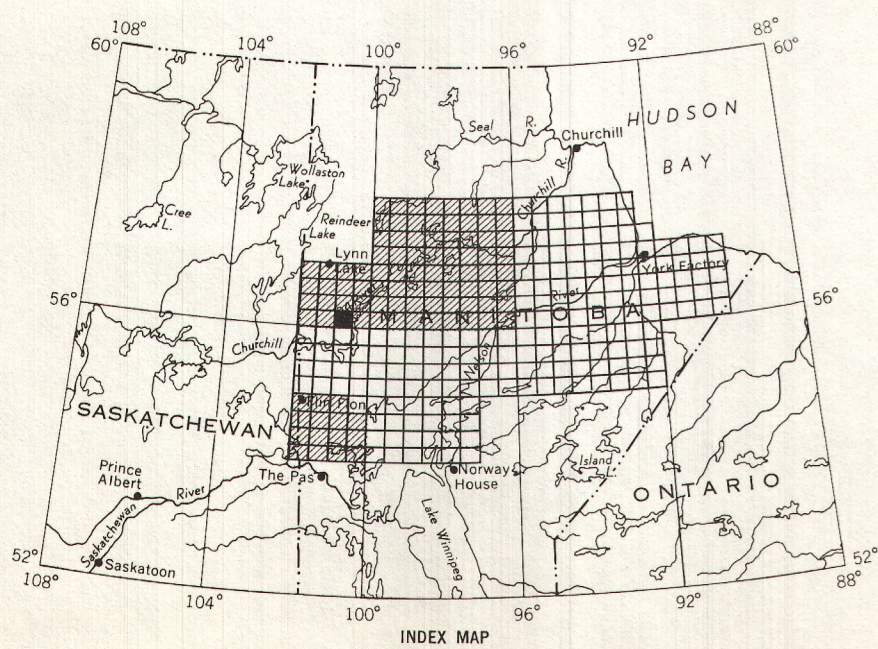 108°
104°
100°
96°
92°
88°
60°
60°
HUDSON
BAY
Seal R.
Churchill
Churchill R.
Wollaston
Lake
Cree
L.
Reindeer
Lake
Lynn
Lake
York Factory
River
56°
56°
MANITOBA
Churchill
Nelson
Flin Flon
SASKATCHEWAN
Prince
Albert
River
The Pas
Norway
House
Island
L.
ONTARIO
Saskatchewan
Saskatoon
Lake Winnipeg
52°
52°
108°
104°
100°
96°
92°
88°
INDEX MAP